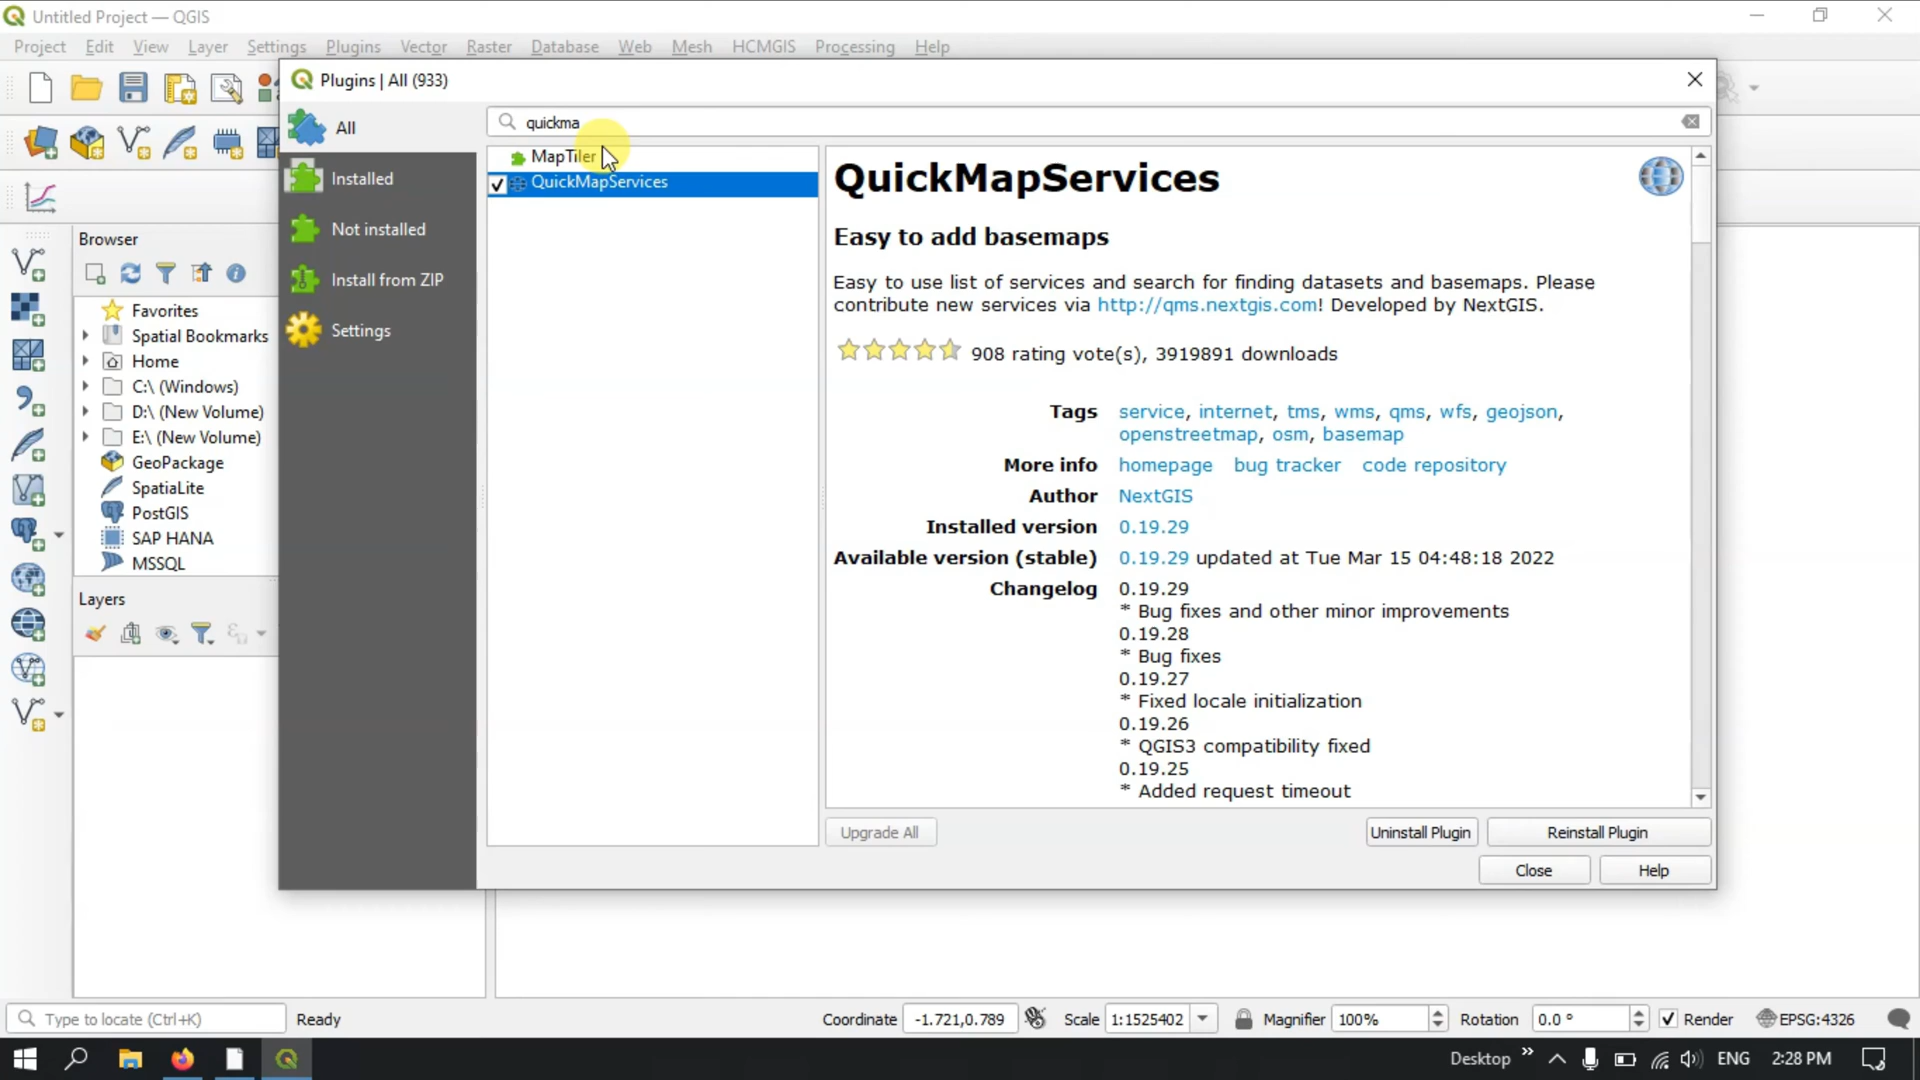 Untitled Project — QGIS
Project Edit View Layer Settings Plugins Vector Raster Database Web Mesh HCMGIS Processing Help
Plugins | All (933)
All
Installed
Not installed
Install from ZIP
Settings
quickma
MapTiler
QuickMapServices
QuickMapServices
Easy to add basemaps
Easy to use list of services and search for finding datasets and basemaps. Please
contribute new services via http://qms.nextgis.com! Developed by NextGIS.
908 rating vote(s), 3919891 downloads
Tags service, internet, tms, wms, qms, wfs, geojson,
openstreetmap, osm, basemap
More info homepage bug tracker code repository
Author NextGIS
Installed version 0.19.29
Available version (stable) 0.19.29 updated at Tue Mar 15 04:48:18 2022
Changelog 0.19.29
* Bug fixes and other minor improvements
0.19.28
* Bug fixes
0.19.27
* Fixed locale initialization
0.19.26
* QGIS3 compatibility fixed
0.19.25
* Added request timeout
Upgrade All Uninstall Plugin Reinstall Plugin
Close Help
Browser
Favorites
Spatial Bookmarks
Home
C:\ (Windows)
D:\ (New Volume)
E:\ (New Volume)
GeoPackage
SpatiaLite
PostGIS
SAP HANA
MSSQL
Layers
Type to locate (Ctrl+K) Ready Coordinate -1.721,0.789 Scale 1:1525402 Magnifier 100% Rotation 0.0 ° Render EPSG:4326
Desktop ENG 2:28 PM